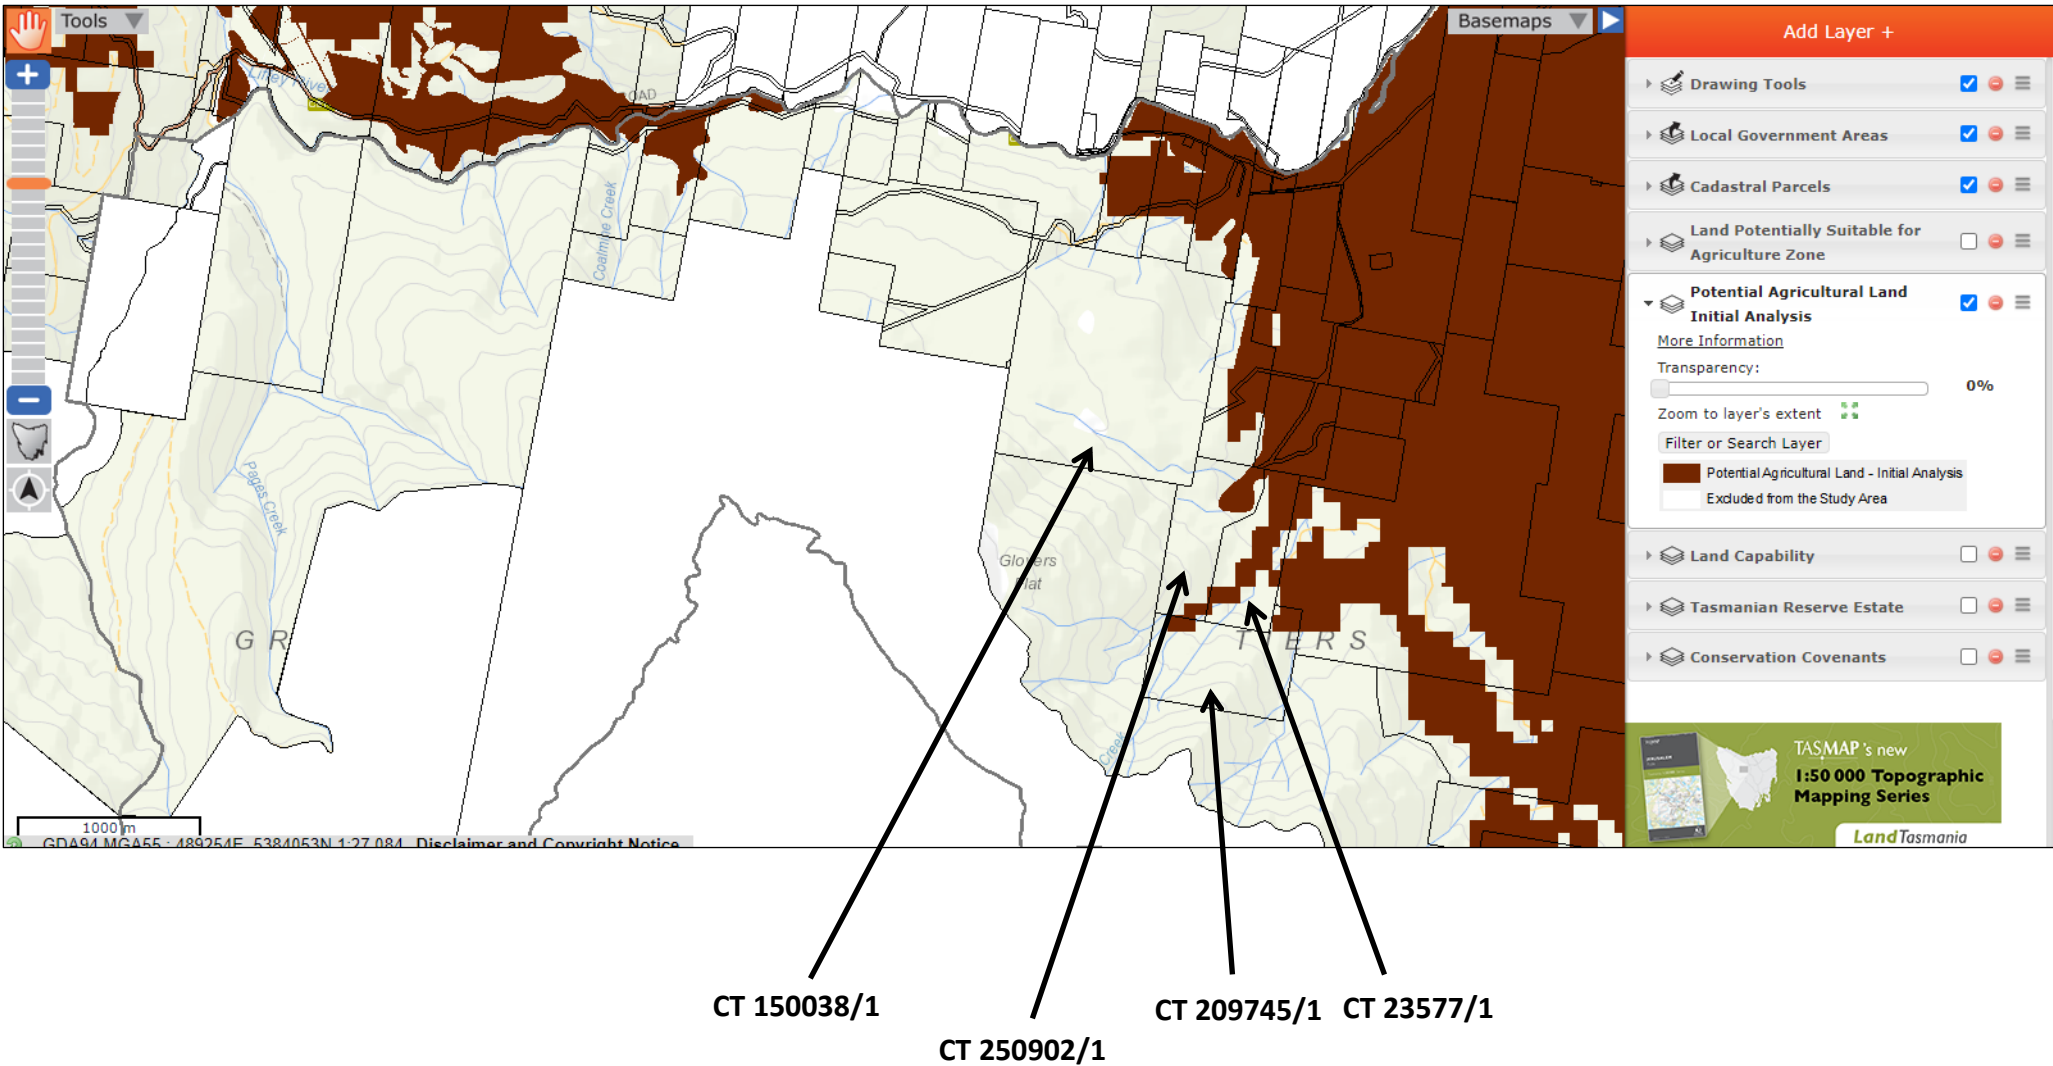 Tools
Basemaps
Liffey River
OAD
Coalmine Creek
Pages Creek
Glovers
Flat
G R
T I E R S
Creek
1000 m
GDA94 MGA55 : 489254E, 5384053N 1:27,084 Disclaimer and Copyright Notice
Add Layer +
Drawing Tools
Local Government Areas
Cadastral Parcels
Land Potentially Suitable for
Agriculture Zone
Potential Agricultural Land
Initial Analysis
More Information
Transparency:
0%
Zoom to layer's extent
Filter or Search Layer
Potential Agricultural Land - Initial Analysis
Excluded from the Study Area
Land Capability
Tasmanian Reserve Estate
Conservation Covenants
TASMAP's new
1:50 000 Topographic
Mapping Series
LandTasmania
CT 150038/1
CT 209745/1 CT 23577/1
CT 250902/1